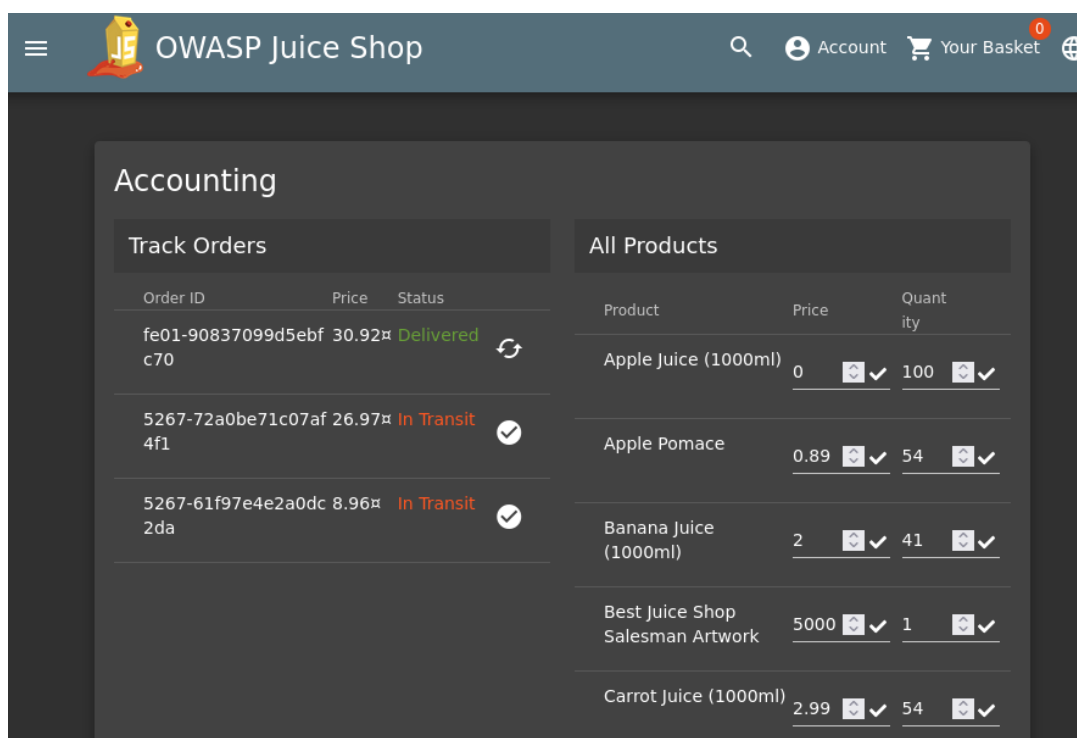 JS
OWASP Juice Shop
Account
Your Basket
0
Accounting
Track Orders
Order ID Price Status
fe01-90837099d5ebf 30.92¤ Delivered
c70
5267-72a0be71c07af 26.97¤ In Transit
4f1
5267-61f97e4e2a0dc 8.96¤ In Transit
2da
All Products
Product Price Quant
ity
Apple Juice (1000ml) 0 100
Apple Pomace 0.89 54
Banana Juice
(1000ml) 2 41
Best Juice Shop
Salesman Artwork 5000 1
Carrot Juice (1000ml) 2.99 54